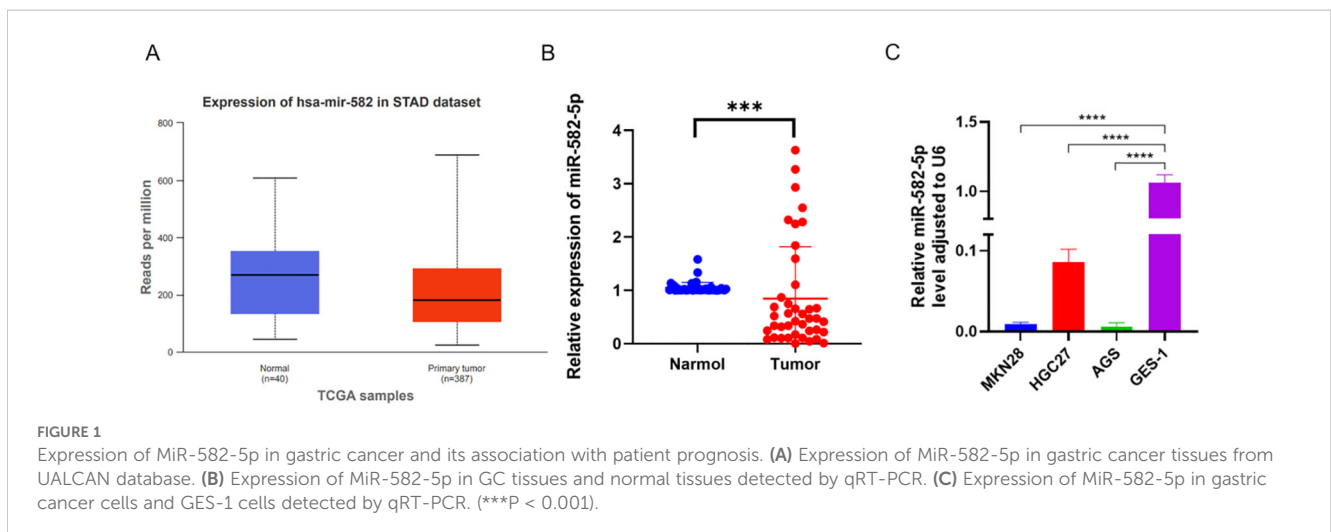 A
Expression of hsa-mir-582 in STAD dataset
Reads per million
800
600
400
200
0
Normal
(n=40)
Primary tumor
(n=387)
TCGA samples
B
Relative expression of miR-582-5p
4
3
2
1
0
***
Narmol
Tumor
C
Relative miR-582-5p
level adjusted to U6
1.5
1.0
0.1
0.0
****
****
****
MKN28
HGC27
AGS
GES-1
FIGURE 1
Expression of MiR-582-5p in gastric cancer and its association with patient prognosis. (A) Expression of MiR-582-5p in gastric cancer tissues from
UALCAN database. (B) Expression of MiR-582-5p in GC tissues and normal tissues detected by qRT-PCR. (C) Expression of MiR-582-5p in gastric
cancer cells and GES-1 cells detected by qRT-PCR. (***P < 0.001).